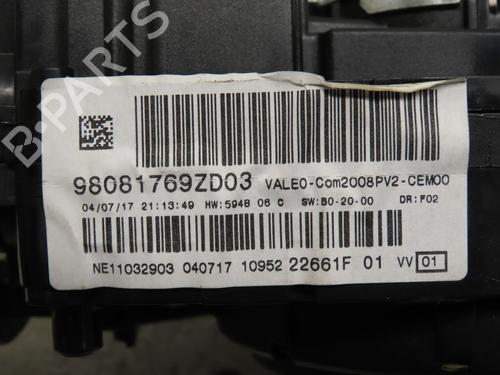 B-PARTS
98081769ZD03 VALEO-Com2008PV2-CEM00
04/07/17 21:13:49 HW:5948 06 C SW:B0-20-00 DR:F02
NE11032903 040717 10952 22661F 01 VV 01